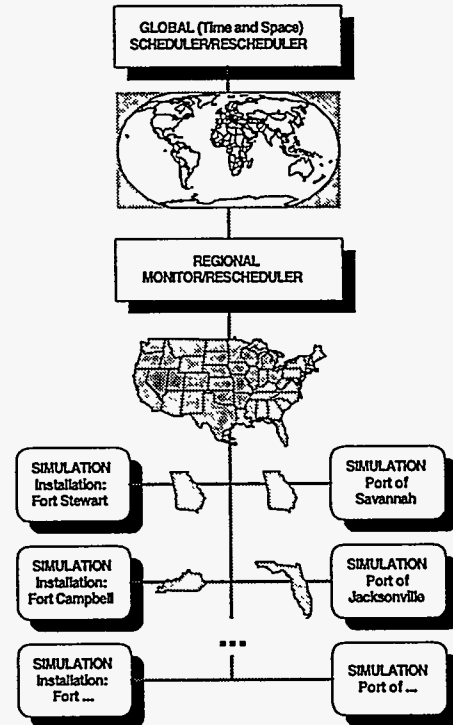 GLOBAL (Time and Space)
SCHEDULER/RESCHEDULER
REGIONAL
MONITOR/RESCHEDULER
SIMULATION
Installation:
Fort Stewart
SIMULATION
Port of
Savannah
SIMULATION
Installation:
Fort Campbell
SIMULATION
Port of
Jacksonville
...
SIMULATION
Installation:
Fort ...
SIMULATION
Port of ...